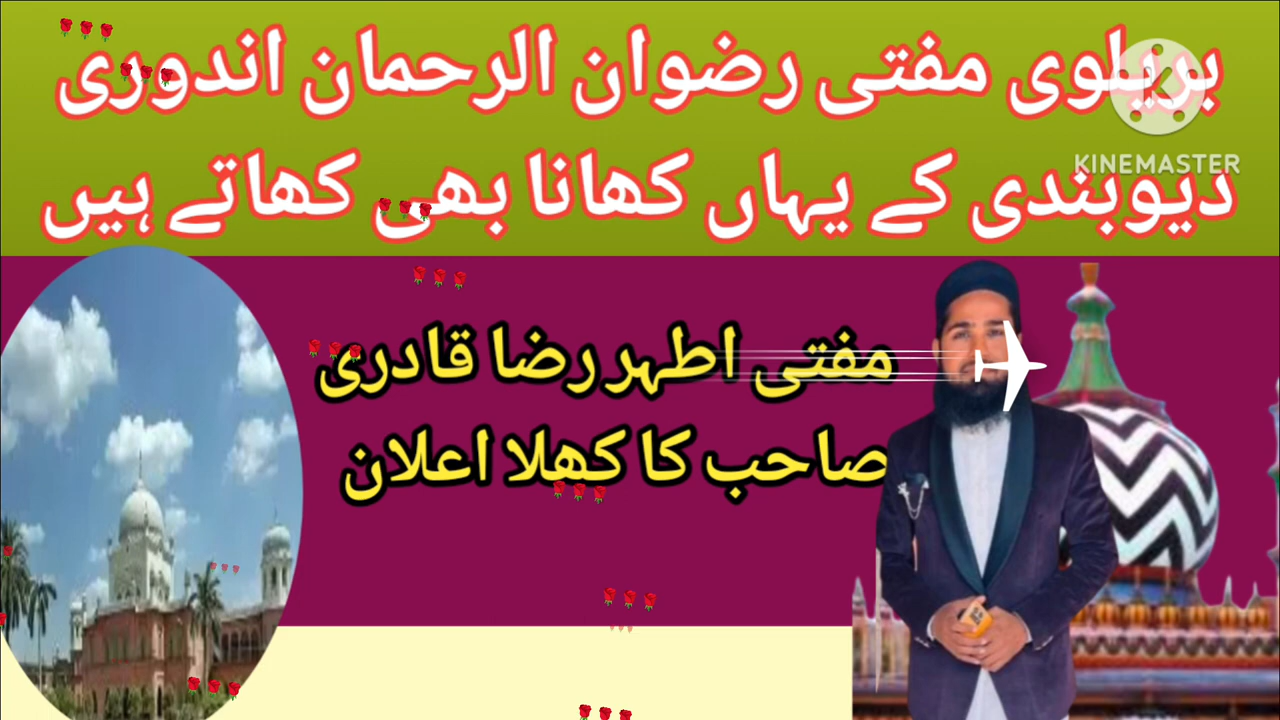 بریلوی مفتی رضوان الرحمان اندوری
KINEMASTER
دیوبندی کے یہاں کھانا بھی کھاتے ہیں
مفتی اطہر رضا قادری
صاحب کا کھلا اعلان